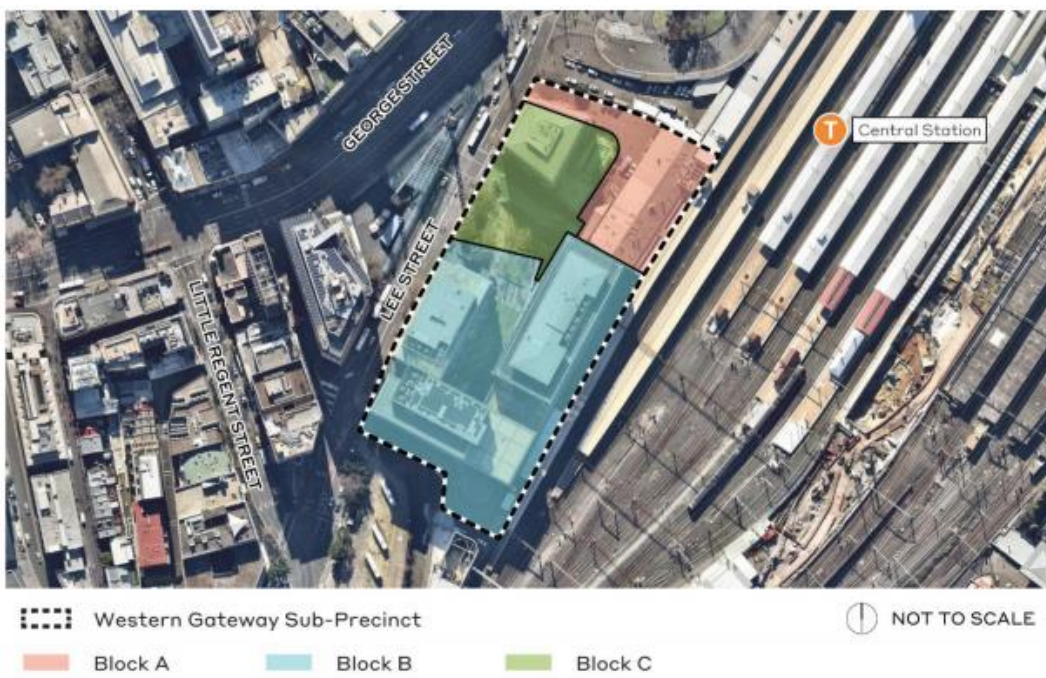 GEORGE STREET
T
Central Station
LEE STREET
LITTLE REGENT STREET
Western Gateway Sub-Precinct
NOT TO SCALE
Block A
Block B
Block C